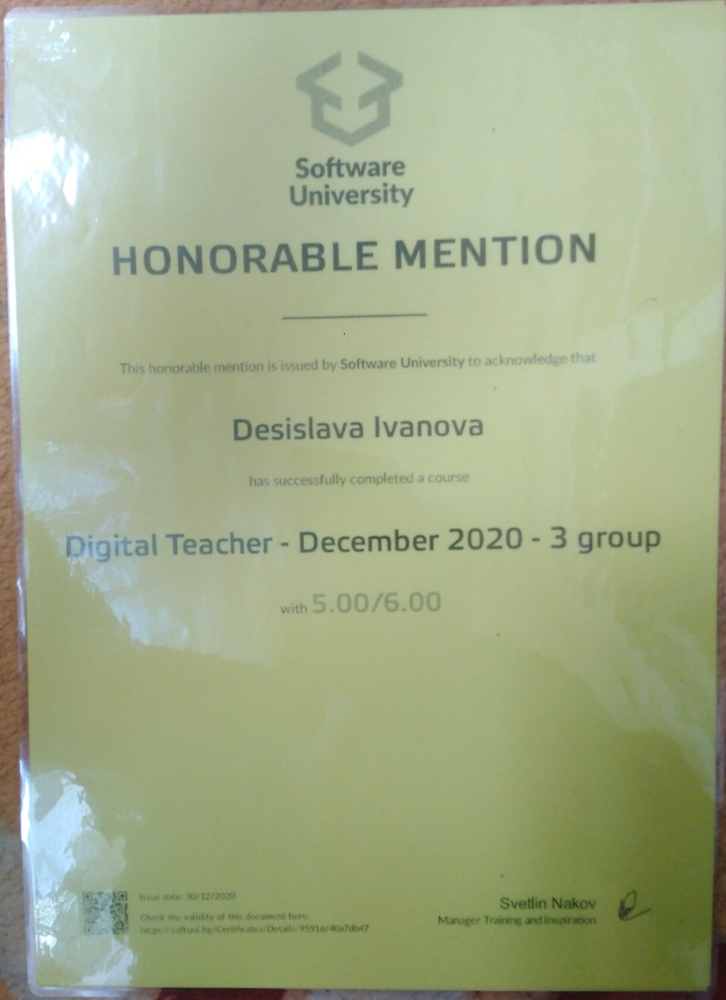 Software
University
HONORABLE MENTION
This honorable mention is issued by Software University to acknowledge that
Desislava Ivanova
has successfully completed a course
Digital Teacher - December 2020 - 3 group
with 5.00/6.00
Issue date: 30/12/2020
Check the validity of this document here:
https://softuni.bg/Certificates/Details/95916/40a7db47
Svetlin Nakov
Manager Training and Inspiration